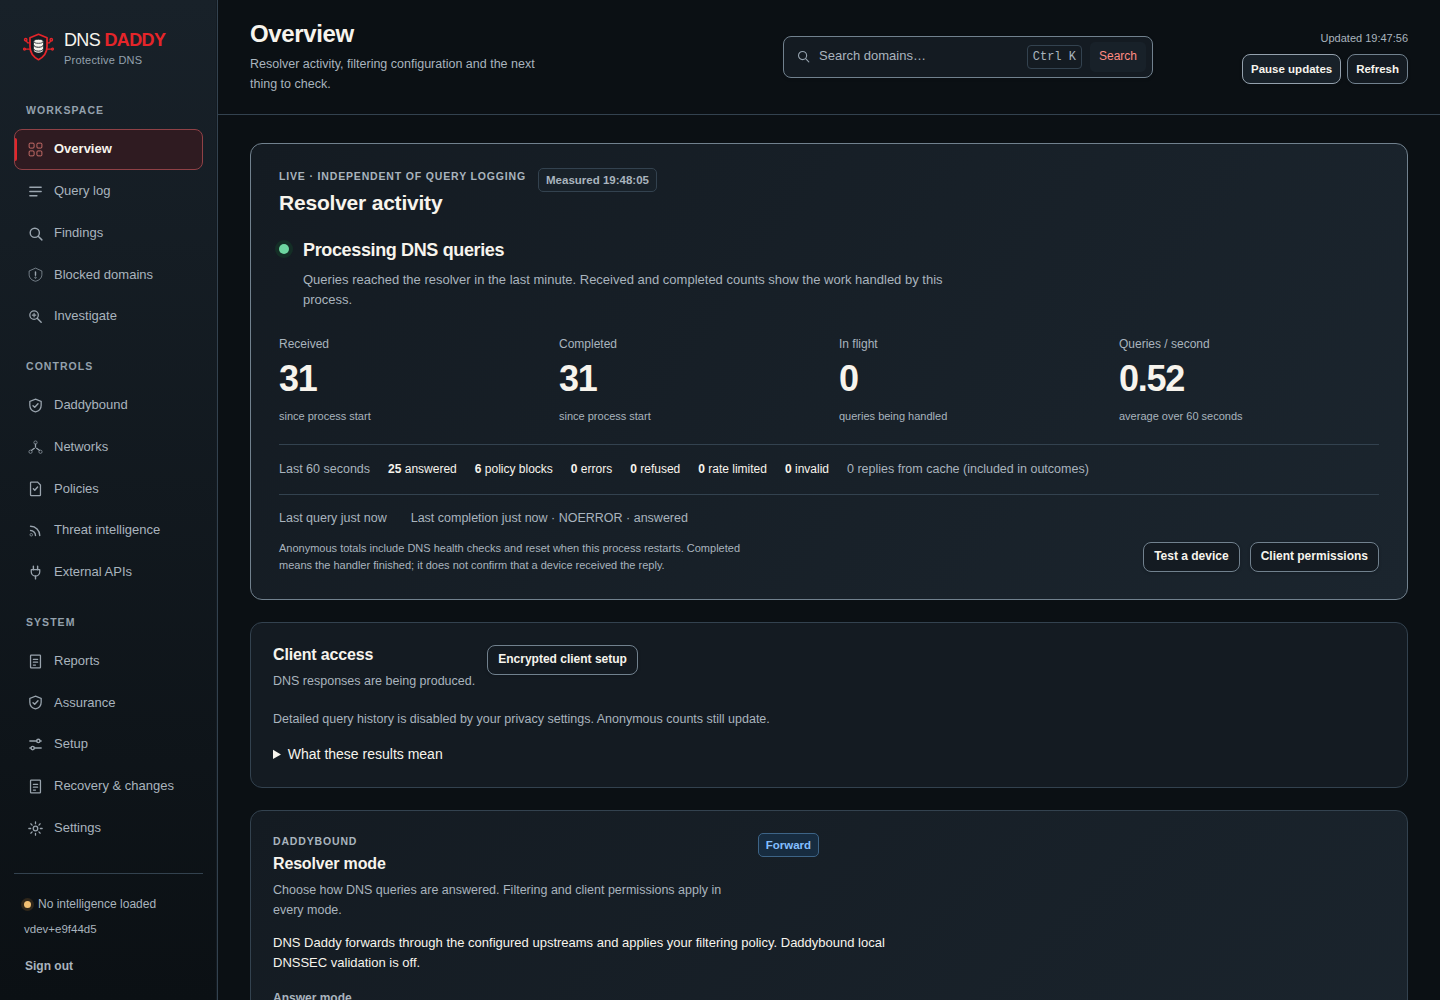 DNS DADDY
Protective DNS
WORKSPACE
Overview
Query log
Findings
Blocked domains
Investigate
CONTROLS
Daddybound
Networks
Policies
Threat intelligence
External APIs
SYSTEM
Reports
Assurance
Setup
Recovery & changes
Settings
No intelligence loaded
vdev+e9f44d5
Sign out
Overview
Resolver activity, filtering configuration and the next
thing to check.
Search domains… Ctrl K Search
Updated 19:47:56
Pause updates Refresh
LIVE · INDEPENDENT OF QUERY LOGGING Measured 19:48:05
Resolver activity
Processing DNS queries
Queries reached the resolver in the last minute. Received and completed counts show the work handled by this
process.
Received Completed In flight Queries / second
31 31 0 0.52
since process start since process start queries being handled average over 60 seconds
Last 60 seconds 25 answered 6 policy blocks 0 errors 0 refused 0 rate limited 0 invalid 0 replies from cache (included in outcomes)
Last query just now Last completion just now · NOERROR · answered
Anonymous totals include DNS health checks and reset when this process restarts. Completed
means the handler finished; it does not confirm that a device received the reply.
Test a device Client permissions
Client access
Encrypted client setup
DNS responses are being produced.
Detailed query history is disabled by your privacy settings. Anonymous counts still update.
What these results mean
DADDYBOUND
Forward
Resolver mode
Choose how DNS queries are answered. Filtering and client permissions apply in
every mode.
DNS Daddy forwards through the configured upstreams and applies your filtering policy. Daddybound local
DNSSEC validation is off.
Answer mode